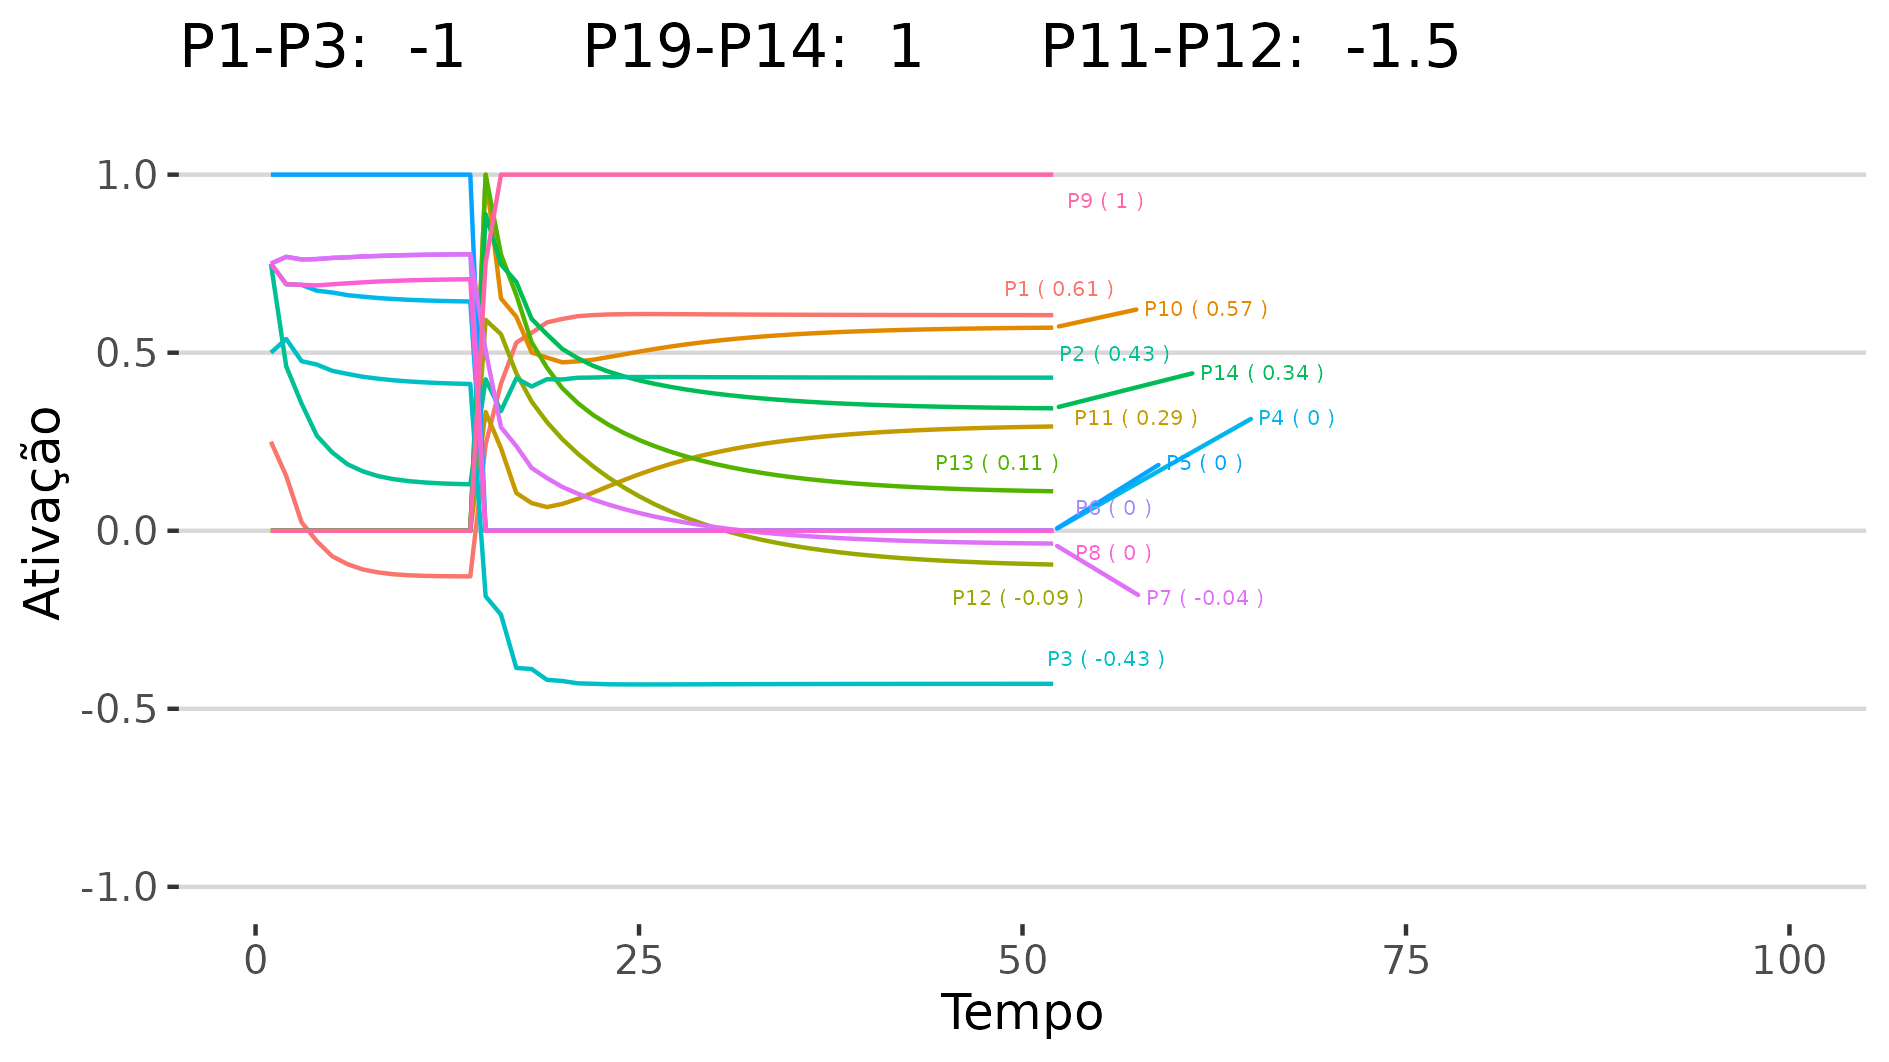 P1-P3: -1 P19-P14: 1 P11-P12: -1.5
1.0
P9 ( 1 )
P1 ( 0.61 )
P10 ( 0.57 )
0.5
P2 ( 0.43 )
P14 ( 0.34 )
P11 ( 0.29 )
P4 ( 0 )
P13 ( 0.11 )
P5 ( 0 )
P6 ( 0 )
0.0
P8 ( 0 )
P12 ( -0.09 )
P7 ( -0.04 )
P3 ( -0.43 )
-0.5
-1.0
Ativação
0 25 50 75 100
Tempo